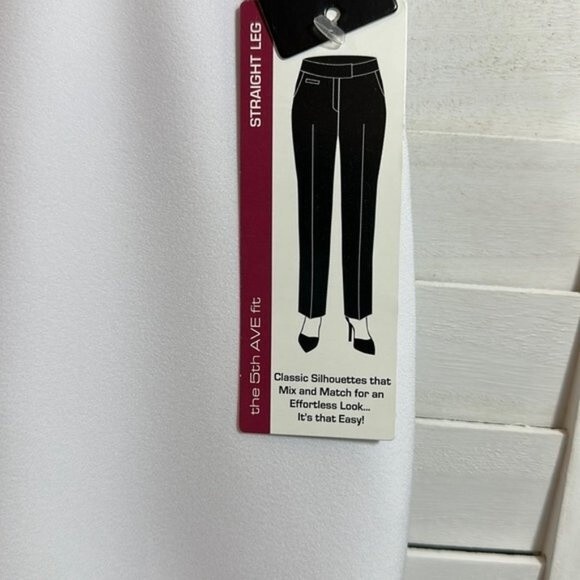 STRAIGHT LEG
the 5th AVE fit
Classic Silhouettes that
Mix and Match for an
Effortless Look...
It's that Easy!